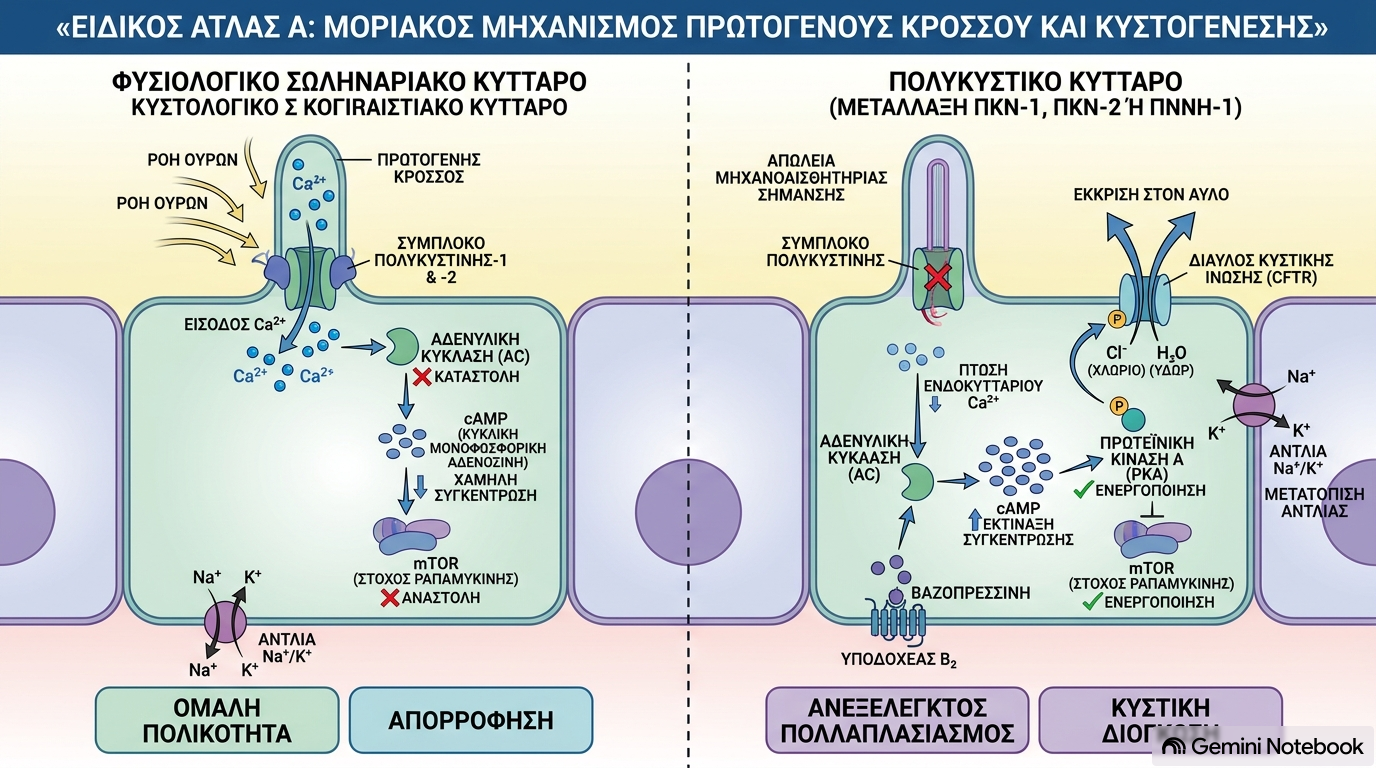 «ΕΙΔΙΚΟΣ ΑΤΛΑΣ Α: ΜΟΡΙΑΚΟΣ ΜΗΧΑΝΙΣΜΟΣ ΠΡΩΤΟΓΕΝΟΥΣ ΚΡΟΣΣΟΥ ΚΑΙ ΚΥΣΤΟΓΕΝΕΣΗΣ»
ΦΥΣΙΟΛΟΓΙΚΟ ΣΩΛΗΝΑΡΙΑΚΟ ΚΥΤΤΑΡΟ
ΚΥΣΤΟΛΟΓΙΚΟ Σ ΚΟΓΙRΑΙΣΤΙΑΚΟ ΚΥΤΤΑΡΟ
ΡΟΗ ΟΥΡΩΝ
ΡΟΗ ΟΥΡΩΝ
Ca²⁺
ΠΡΩΤΟΓΕΝΗΣ
ΚΡΟΣΣΟΣ
ΣΥΜΠΛΟΚΟ
ΠΟΛΥΚΥΣΤΙΝΗΣ-1
& -2
ΕΙΣΟΔΟΣ Ca²⁺
Ca²⁺
Ca²⁺
ΑΔΕΝΥΛΙΚΗ
ΚΥΚΛΑΣΗ (AC)
ΚΑΤΑΣΤΟΛΗ
cAMP
(ΚΥΚΛΙΚΗ
ΜΟΝΟΦΩΣΦΟΡΙΚΗ
ΑΔΕΝΟΖΙΝΗ)
ΧΑΜΗΛΗ
ΣΥΓΚΕΝΤΡΩΣΗ
mTOR
(ΣΤΟΧΟΣ ΡΑΠΑΜΥΚΙΝΗΣ)
ΑΝΑΣΤΟΛΗ
Na⁺
K⁺
Na⁺
K⁺
ΑΝΤΛΙΑ
Na⁺/K⁺
ΟΜΑΛΗ
ΠΟΛΙΚΟΤΗΤΑ
ΑΠΟΡΡΟΦΗΣΗ
ΠΟΛΥΚΥΣΤΙΚΟ ΚΥΤΤΑΡΟ
(ΜΕΤΑΛΛΑΞΗ ΠΚΝ-1, ΠΚΝ-2 Ή ΠΝΝΗ-1)
ΑΠΩΛΕΙΑ
ΜΗΧΑΝΟΑΙΣΘΗΤΗΡΙΑΣ
ΣΗΜΑΝΣΗΣ
ΣΥΜΠΛΟΚΟ
ΠΟΛΥΚΥΣΤΙΝΗΣ
ΕΚΚΡΙΣΗ ΣΤΟΝ ΑΥΛΟ
ΔΙΑΥΛΟΣ ΚΥΣΤΙΚΗΣ
ΙΝΩΣΗΣ (CFTR)
P
Cl⁻
(ΧΛΩΡΙΟ)
H₂O
(ΥΔΩΡ)
ΠΤΩΣΗ
ΕΝΔΟΚΥΤΤΑΡΙΟΥ
Ca²⁺
ΑΔΕΝΥΛΙΚΗ
ΚΥΚΑΑΣΗ
(AC)
cAMP
ΕΚΤΙΝΑΞΗ
ΣΥΓΚΕΝΤΡΩΣΗΣ
P
ΠΡΩΤΕΪΝΙΚΗ
ΚΙΝΑΣΗ Α
(PKA)
ΕΝΕΡΓΟΠΟΙΗΣΗ
mTOR
(ΣΤΟΧΟΣ ΡΑΠΑΜΥΚΙΝΗΣ)
ΕΝΕΡΓΟΠΟΙΗΣΗ
ΒΑΖΟΠΡΕΣΣΙΝΗ
ΥΠΟΔΟΧΕΑΣ Β₂
Na⁺
K⁺
K⁺
ΑΝΤΛΙΑ
Na⁺/K⁺
ΜΕΤΑΤΟΠΙΣΗ
ΑΝΤΛΙΑΣ
ΑΝΕΞΕΛΕΓΚΤΟΣ
ΠΟΛΛΑΠΛΑΣΙΑΣΜΟΣ
ΚΥΣΤΙΚΗ
ΔΙΟΓΚΩΣΗ
Gemini Notebook